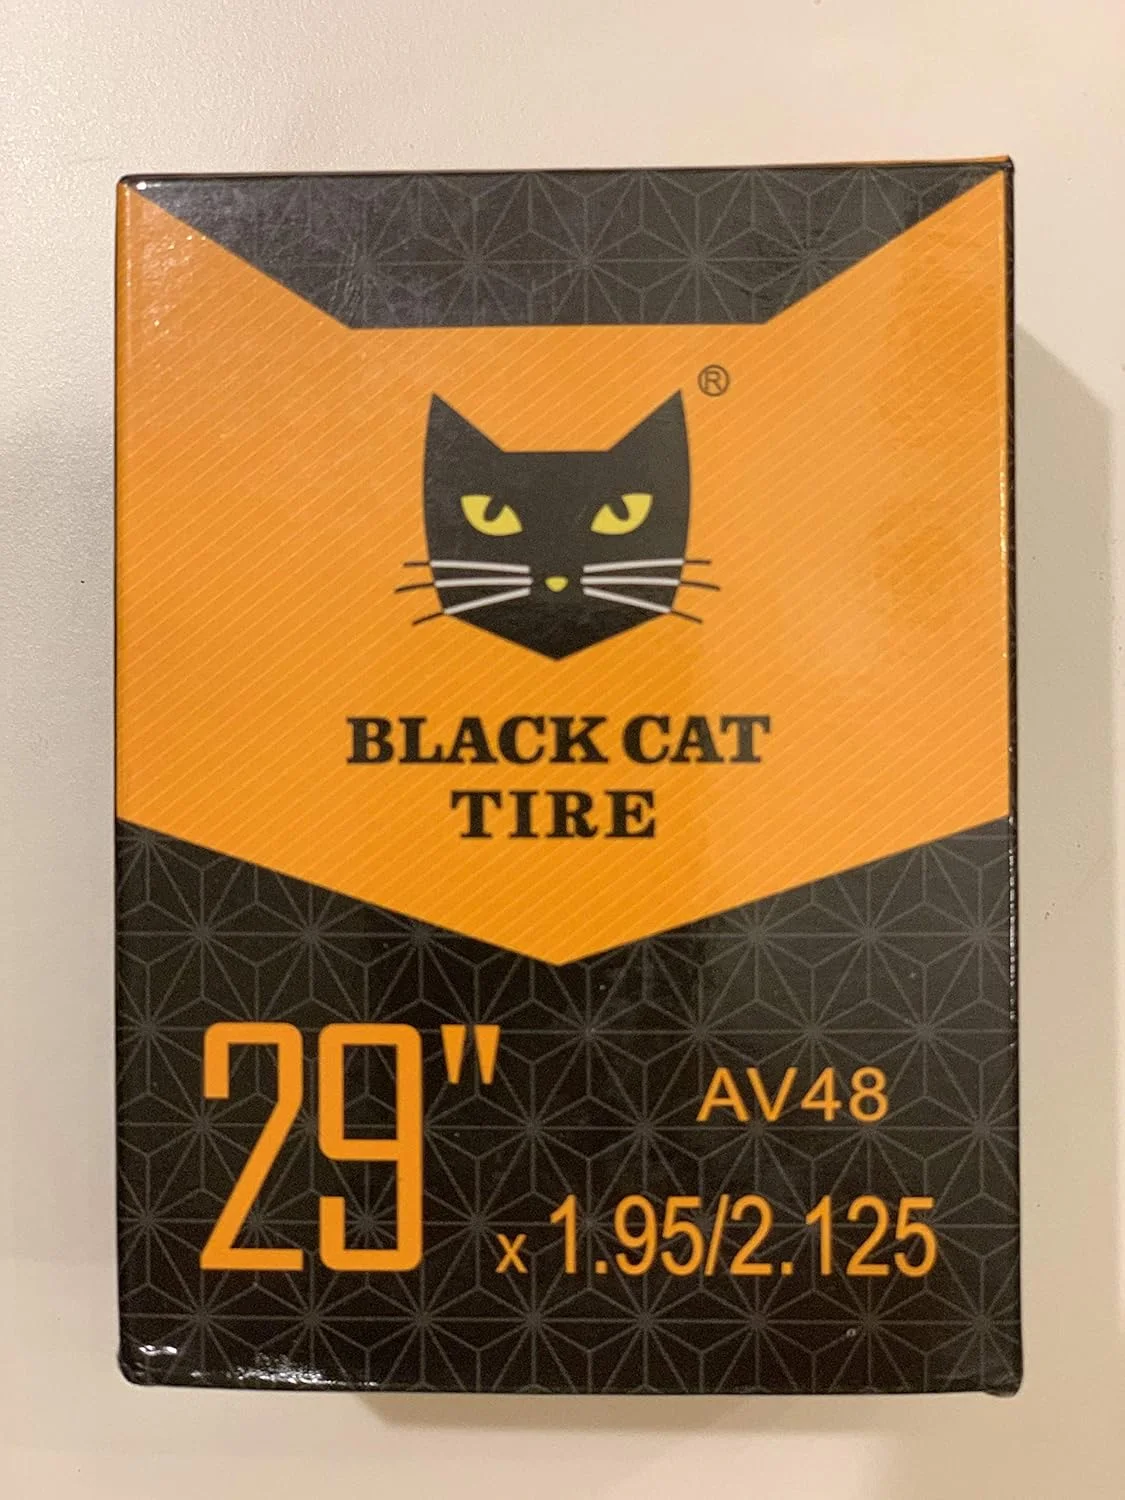 ®
BLACK CAT
TIRE
29"
AV48
x 1.95/2.125